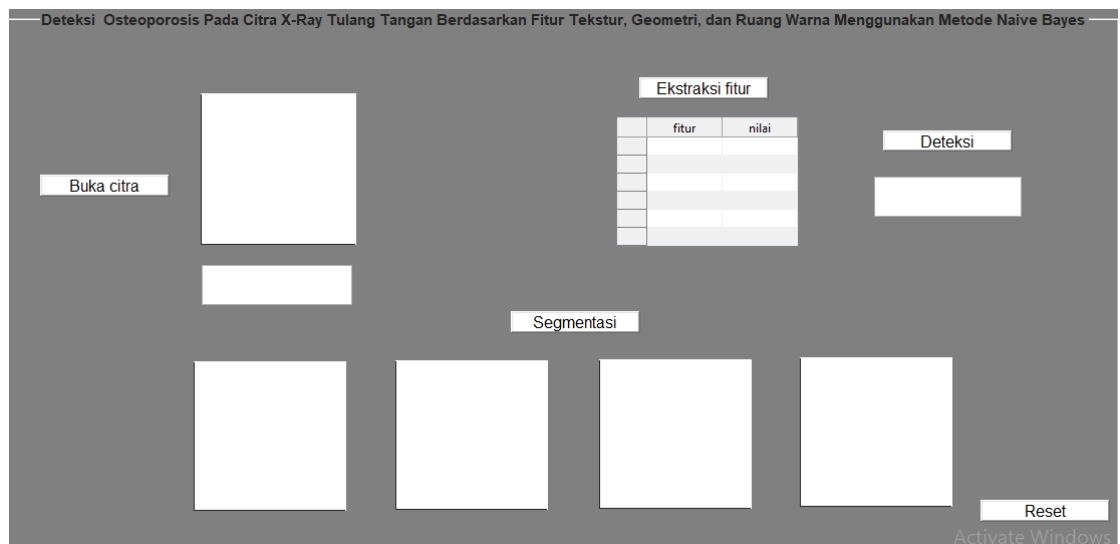 Deteksi  Osteoporosis Pada Citra X-Ray Tulang Tangan Berdasarkan Fitur Tekstur, Geometri, dan Ruang Warna Menggunakan Metode Naive Bayes
Ekstraksi fitur
fitur nilai
Deteksi
Buka citra
Segmentasi
Reset
Activate Windows